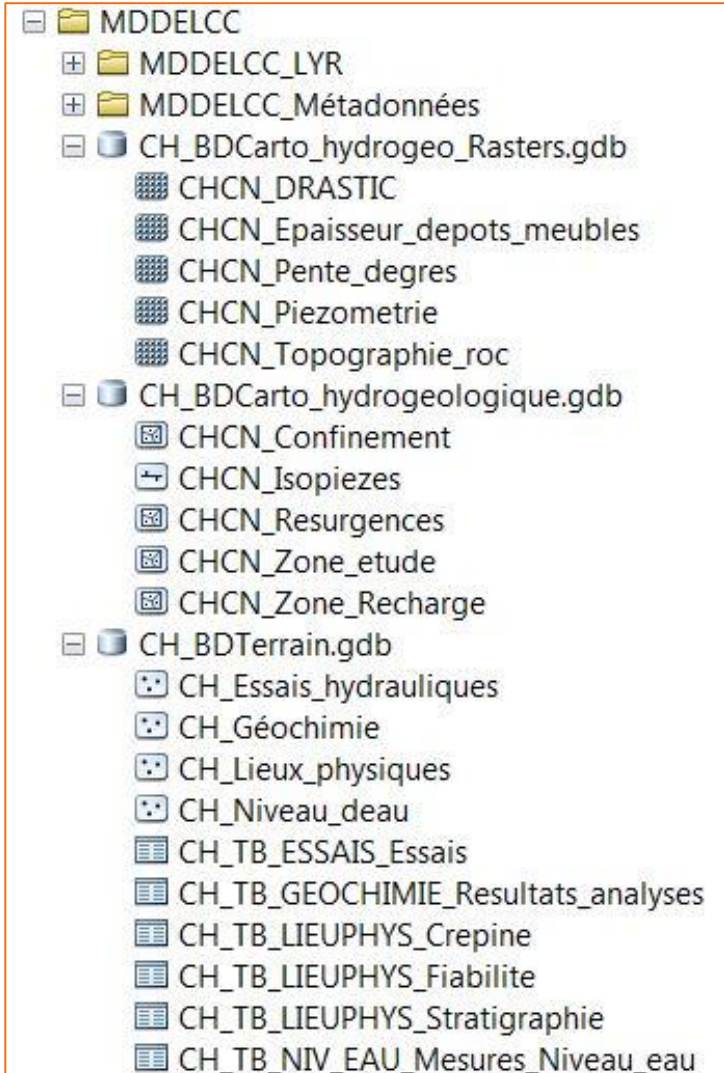 MDDELCC
MDDELCC_LYR
MDDELCC_Métadonnées
CH_BDCarto_hydrogeo_Rasters.gdb
CHCN_DRASTIC
CHCN_Epaisseur_depots_meubles
CHCN_Pente_degres
CHCN_Piezometrie
CHCN_Topographie_roc
CH_BDCarto_hydrogeologique.gdb
CHCN_Confinement
CHCN_Isopiezes
CHCN_Resurgences
CHCN_Zone_etude
CHCN_Zone_Recharge
CH_BDTerrain.gdb
CH_Essais_hydrauliques
CH_Géochimie
CH_Lieux_physiques
CH_Niveau_deau
CH_TB_ESSAIS_Essais
CH_TB_GEOCHIMIE_Resultats_analyses
CH_TB_LIEUPHYS_Crepine
CH_TB_LIEUPHYS_Fiabilite
CH_TB_LIEUPHYS_Stratigraphie
CH_TB_NIV_EAU_Mesures_Niveau_eau